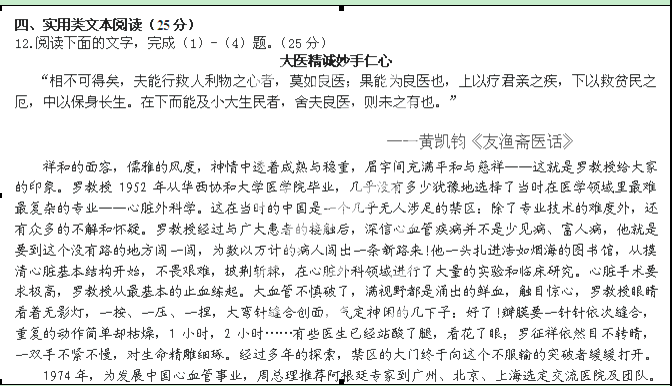 四、实用类文本阅读（25 分）
12.阅读下面的文字，完成（1）-（4）题。（25 分）
大医精诚妙手仁心
“相不可得矣，夫能行救人利物之心者，莫如良医；果能为良医也，上以疗君亲之疾，下以救贫民之
厄，中以保身长生。在下而能及小大生民者，舍夫良医，则未之有也。”
——黄凯钧《友渔斋医话》
祥和的面容，儒雅的风度，神情中透着成熟与稳重，眉宇间充满平和与慈祥——这就是罗教授给大家
的印象。罗教授 1952 年从华西协和大学医学院毕业，几乎没有多少犹豫地选择了当时在医学领域里最难
最复杂的专业——心脏外科学。这在当时的中国是一个几乎无人涉足的禁区；除了专业技术的难度外，还
有众多的不解和怀疑。罗教授经过与广大患者的接触后，深信心血管疾病并不是少见病、富人病，他就是
要到这个没有路的地方闯一闯，为数以万计的病人闯出一条新路来!他一头扎进浩如烟海的图书馆，从摸
清心脏基本结构开始，不畏艰难，披荆斩棘，在心脏外科领域进行了大量的实验和临床研究。心脏手术要
求极高，罗教授从最基本的止血练起。大血管不慎破了，满视野都是涌出的鲜血，触目惊心，罗教授眼睛
看着无影灯，一按、一压、一捏，大弯针缝合创面，气定神闲的几下子；好了!瓣膜要一针针依次缝合，
重复的动作简单却枯燥，1 小时，2 小时……有些医生已经站酸了腿，看花了眼；罗征祥依然目不转睛，
一双手不紧不慢，对生命精雕细琢。经过多年的探索，禁区的大门终于向这个不服输的突破者缓缓打开。
1974 年，为发展中国心血管事业，周总理推荐阿根廷专家到广州、北京、上海选定交流医院及团队。